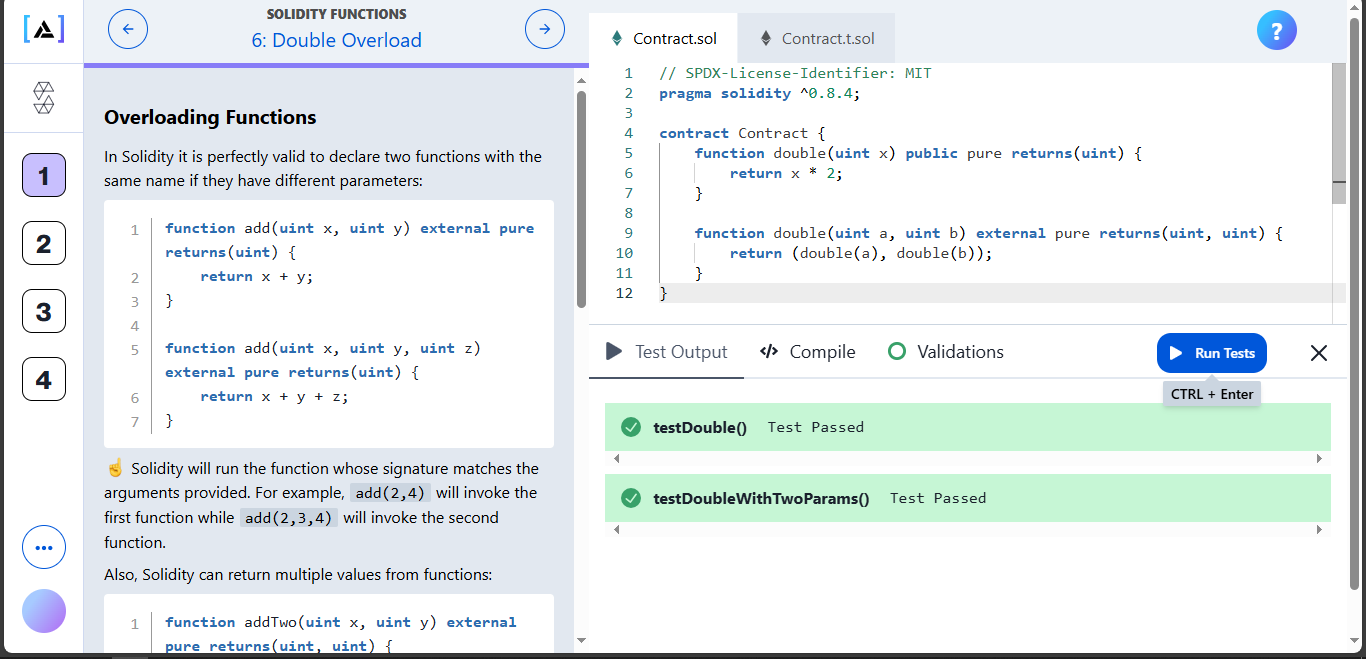 [A]
SOLIDITY FUNCTIONS
6: Double Overload
1
2
3
4
Overloading Functions
In Solidity it is perfectly valid to declare two functions with the
same name if they have different parameters:
1 function add(uint x, uint y) external pure
returns(uint) {
2 return x + y;
3 }
4
5 function add(uint x, uint y, uint z)
external pure returns(uint) {
6 return x + y + z;
7 }
☝️ Solidity will run the function whose signature matches the
arguments provided. For example, add(2,4) will invoke the
first function while add(2,3,4) will invoke the second
function.
Also, Solidity can return multiple values from functions:
1 function addTwo(uint x, uint y) external
pure returns(uint, uint) {
Contract.sol
Contract.t.sol
?
1 // SPDX-License-Identifier: MIT
2 pragma solidity ^0.8.4;
3
4 contract Contract {
5 function double(uint x) public pure returns(uint) {
6 return x * 2;
7 }
8
9 function double(uint a, uint b) external pure returns(uint, uint) {
10 return (double(a), double(b));
11 }
12 }
Test Output
</> Compile
Validations
Run Tests
CTRL + Enter
testDouble() Test Passed
testDoubleWithTwoParams() Test Passed